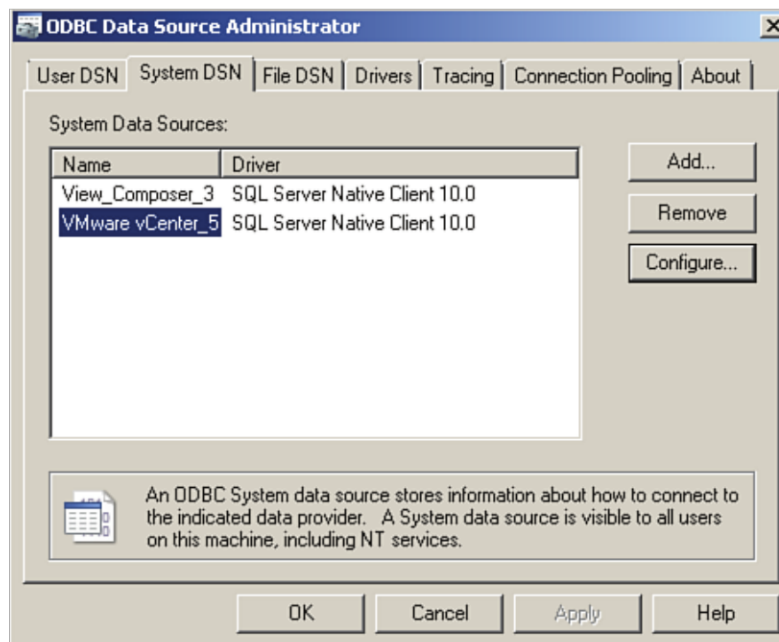 ODBC Data Source Administrator
User DSN System DSN File DSN Drivers Tracing Connection Pooling About
System Data Sources:
Name Driver
View_Composer_3 SQL Server Native Client 10.0
VMware vCenter_5 SQL Server Native Client 10.0
Add...
Remove
Configure...
An ODBC System data source stores information about how to connect to
the indicated data provider. A System data source is visible to all users
on this machine, including NT services.
OK Cancel Apply Help